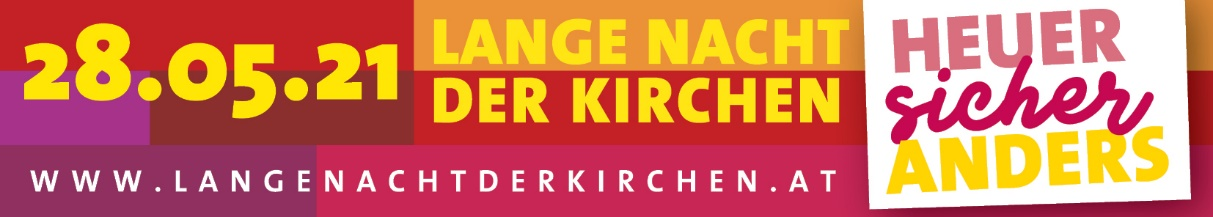 28.05.21
LANGE NACHT
DER KIRCHEN
WWW.LANGENACHTDERKIRCHEN.AT
HEUER
sicher
ANDERS